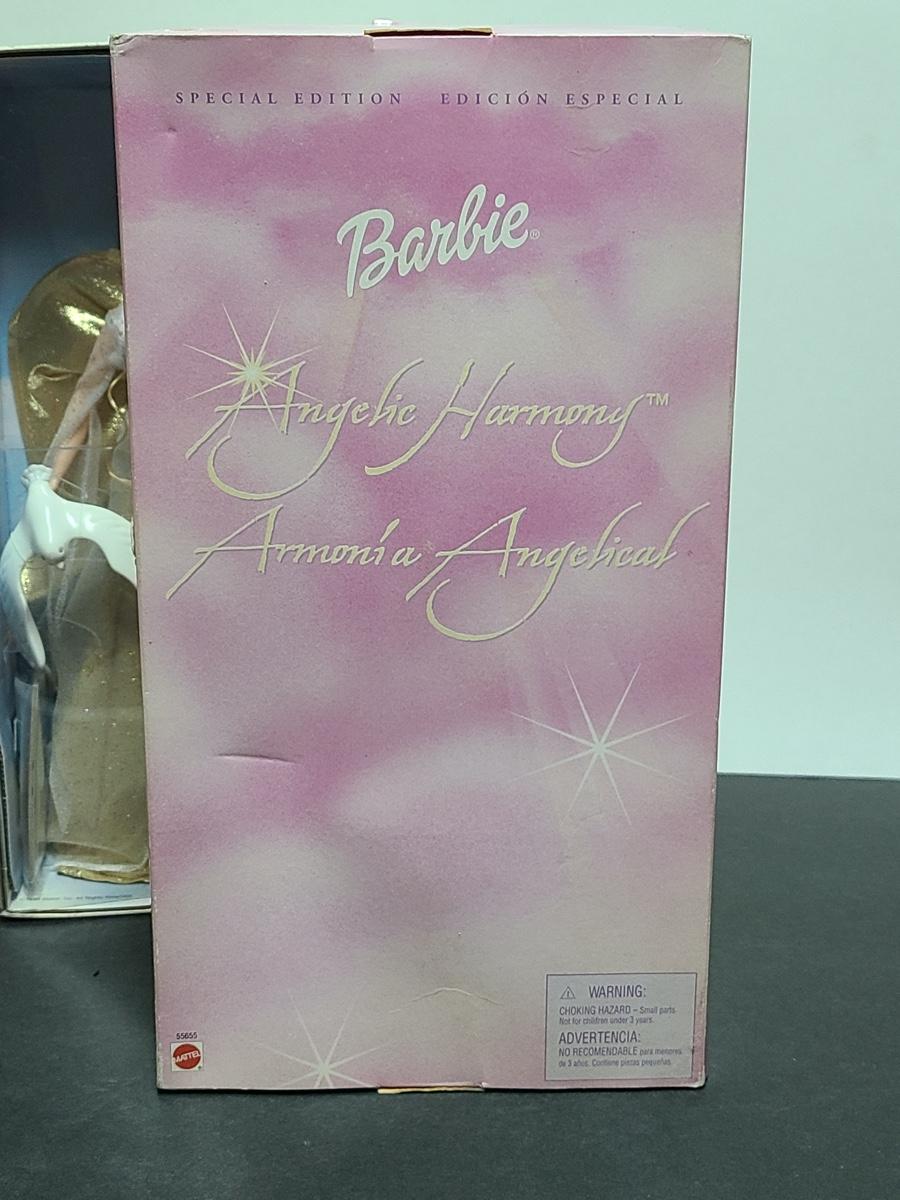 SPECIAL EDITION EDICIÓN ESPECIAL
Barbie®
Angelic Harmony™
Armonía Angelical
⚠ WARNING:
CHOKING HAZARD – Small parts
Not for children under 3 years.
ADVERTENCIA:
NO RECOMENDABLE para menores
de 3 años. Contiene piezas pequeñas.
55655
MATTEL®